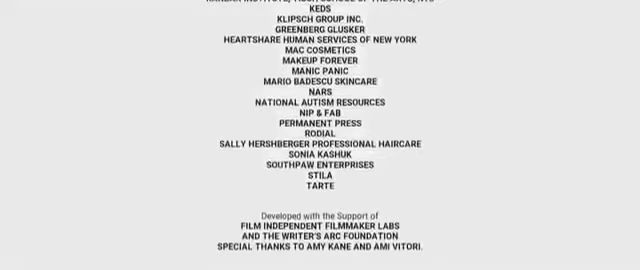 KEDS
KLIPSCH GROUP INC.
GREENBERG GLUSKER
HEARTSHARE HUMAN SERVICES OF NEW YORK
MAC COSMETICS
MAKEUP FOREVER
MANIC PANIC
MARIO BADESCU SKINCARE
NARS
NATIONAL AUTISM RESOURCES
NIP & FAB
PERMANENT PRESS
RODIAL
SALLY HERSHBERGER PROFESSIONAL HAIRCARE
SONIA KASHUK
SOUTHPAW ENTERPRISES
STILA
TARTE
Developed with the Support of
FILM INDEPENDENT FILMMAKER LABS
AND THE WRITER'S ARC FOUNDATION
SPECIAL THANKS TO AMY KANE AND AMI VITORI.